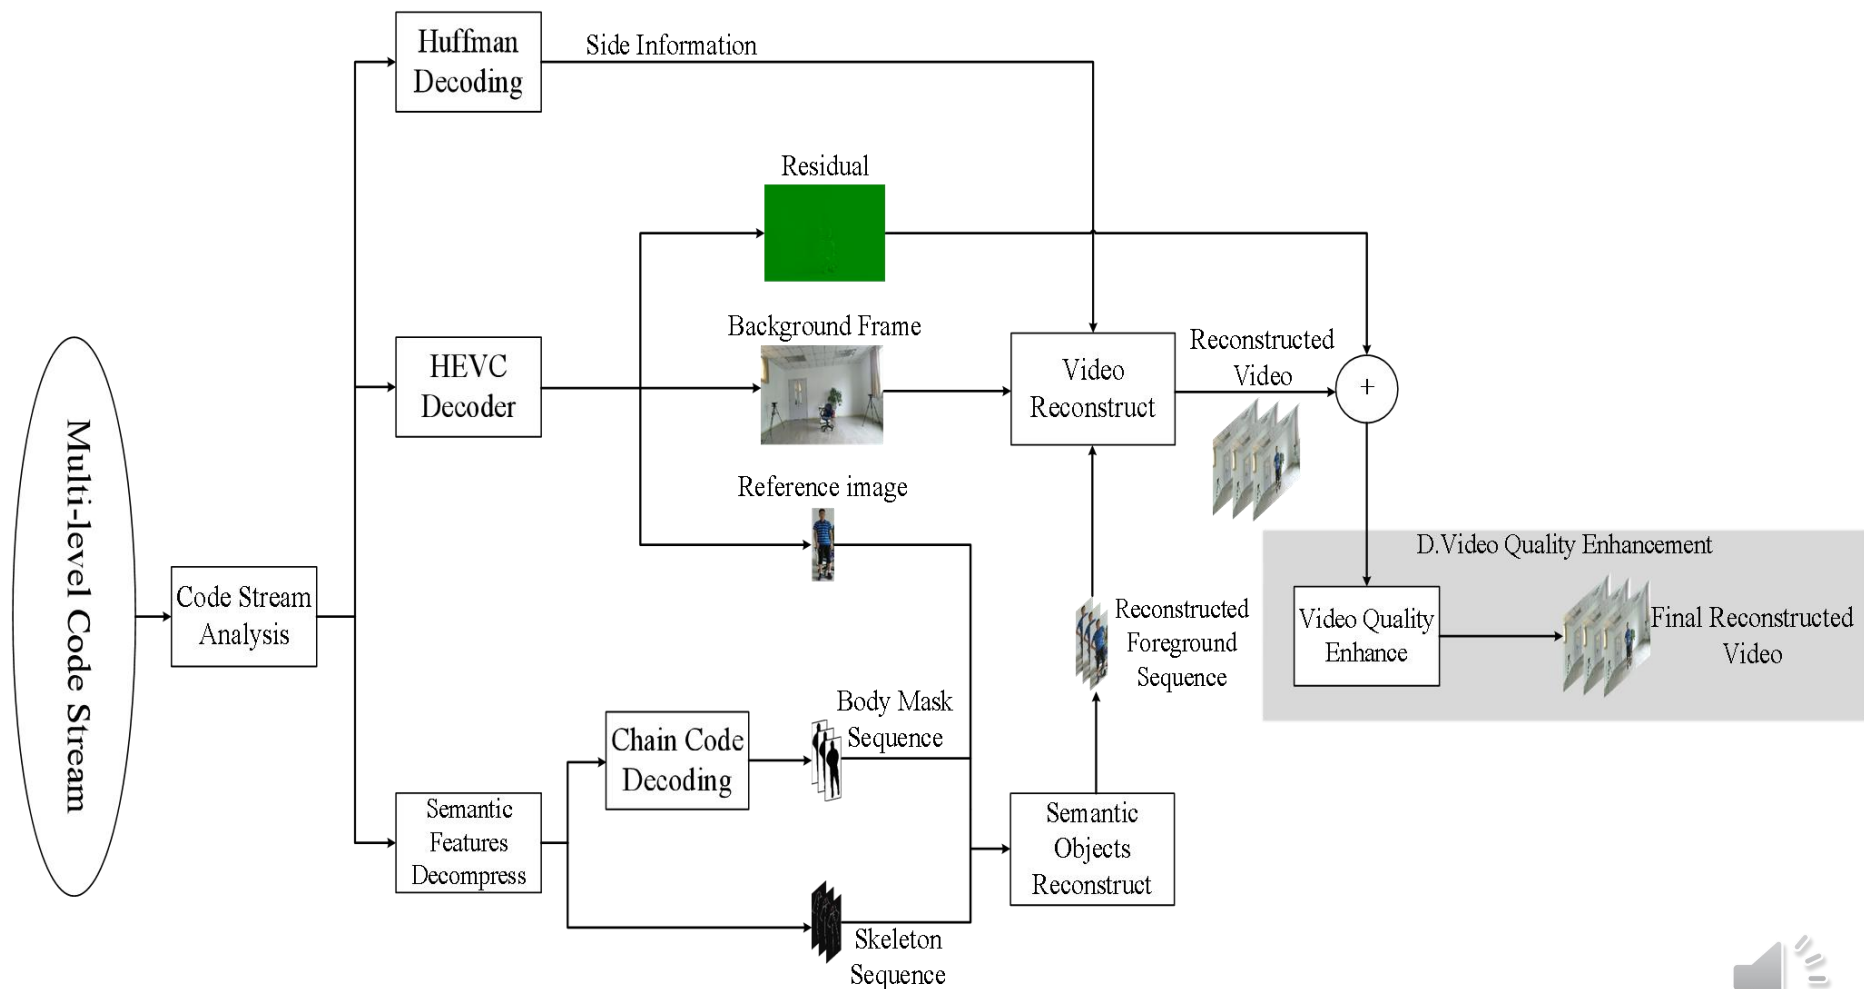 Huffman
Decoding
Side Information
Residual
Background Frame
HEVC
Decoder
Video
Reconstruct
Reconstructed
Video
+
Reference image
Multi-level Code Stream
Code Stream
Analysis
D.Video Quality Enhancement
Video Quality
Enhance
Final Reconstructed
Video
Reconstructed
Foreground
Sequence
Body Mask
Sequence
Chain Code
Decoding
Semantic
Features
Decompress
Semantic
Objects
Reconstruct
Skeleton
Sequence